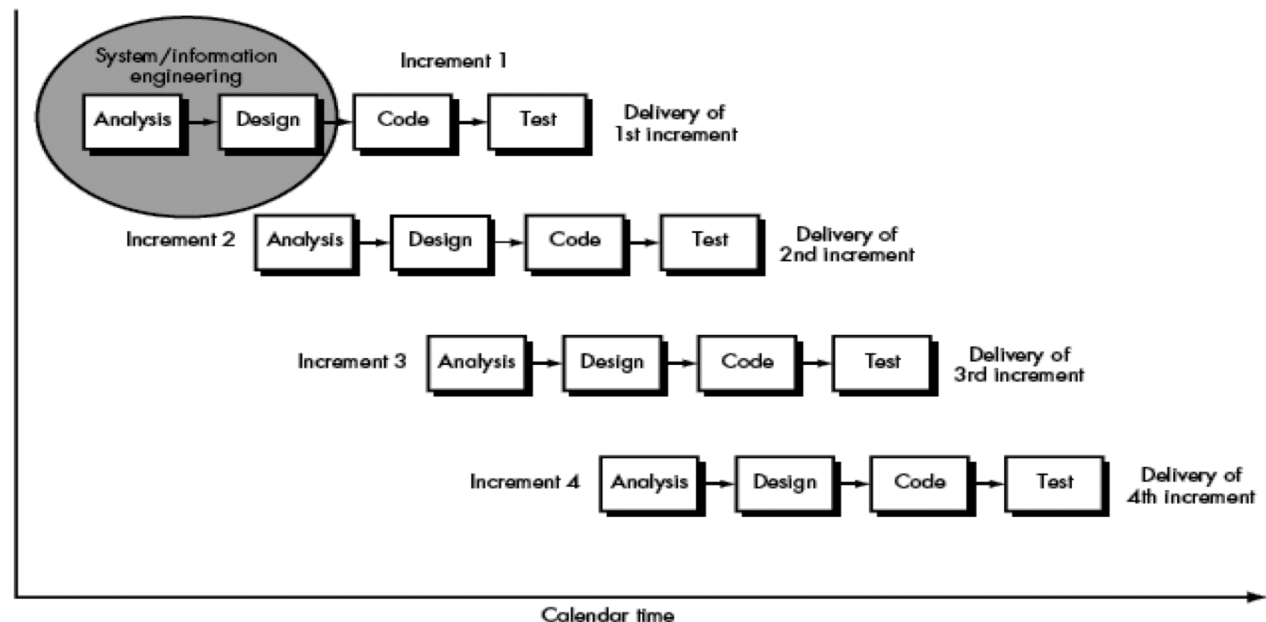 System/information
engineering
Increment 1
Analysis
Design
Code
Test
Delivery of
1st increment
Increment 2
Analysis
Design
Code
Test
Delivery of
2nd increment
Increment 3
Analysis
Design
Code
Test
Delivery of
3rd increment
Increment 4
Analysis
Design
Code
Test
Delivery of
4th increment
Calendar time